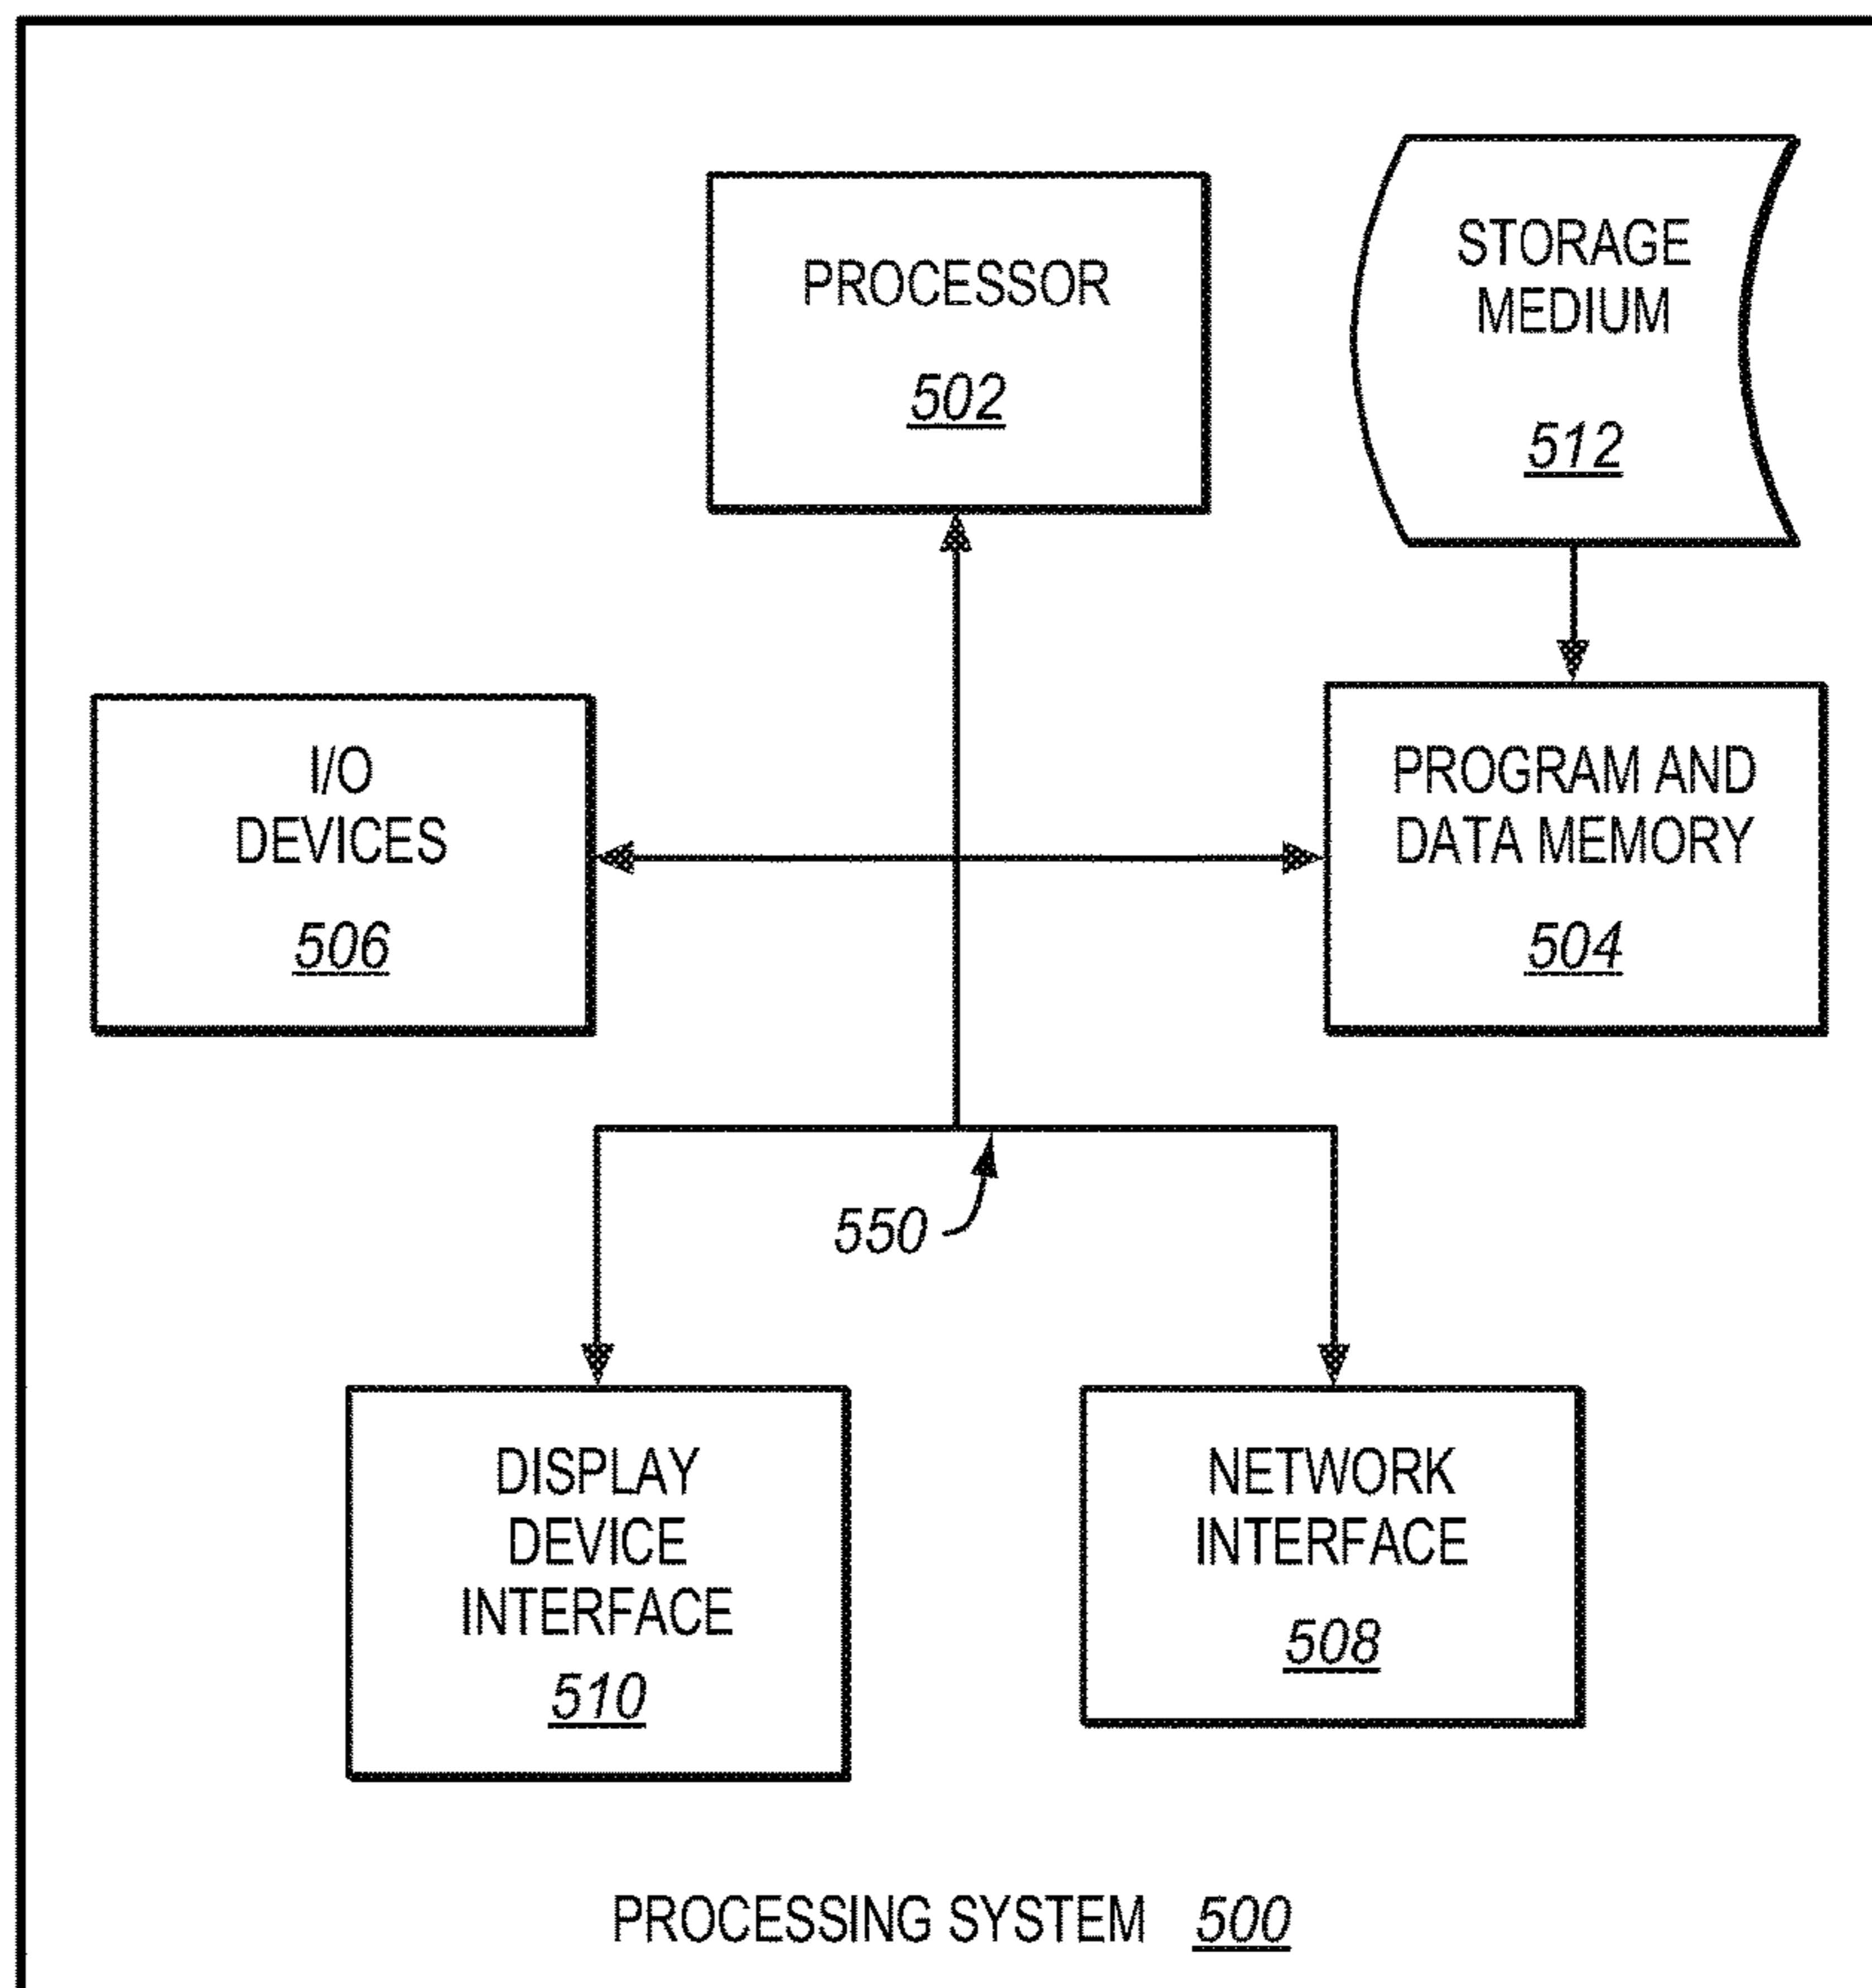 PROCESSOR
502
STORAGE
MEDIUM
512
I/O
DEVICES
506
PROGRAM AND
DATA MEMORY
504
550
DISPLAY
DEVICE
INTERFACE
510
NETWORK
INTERFACE
508
PROCESSING SYSTEM 500